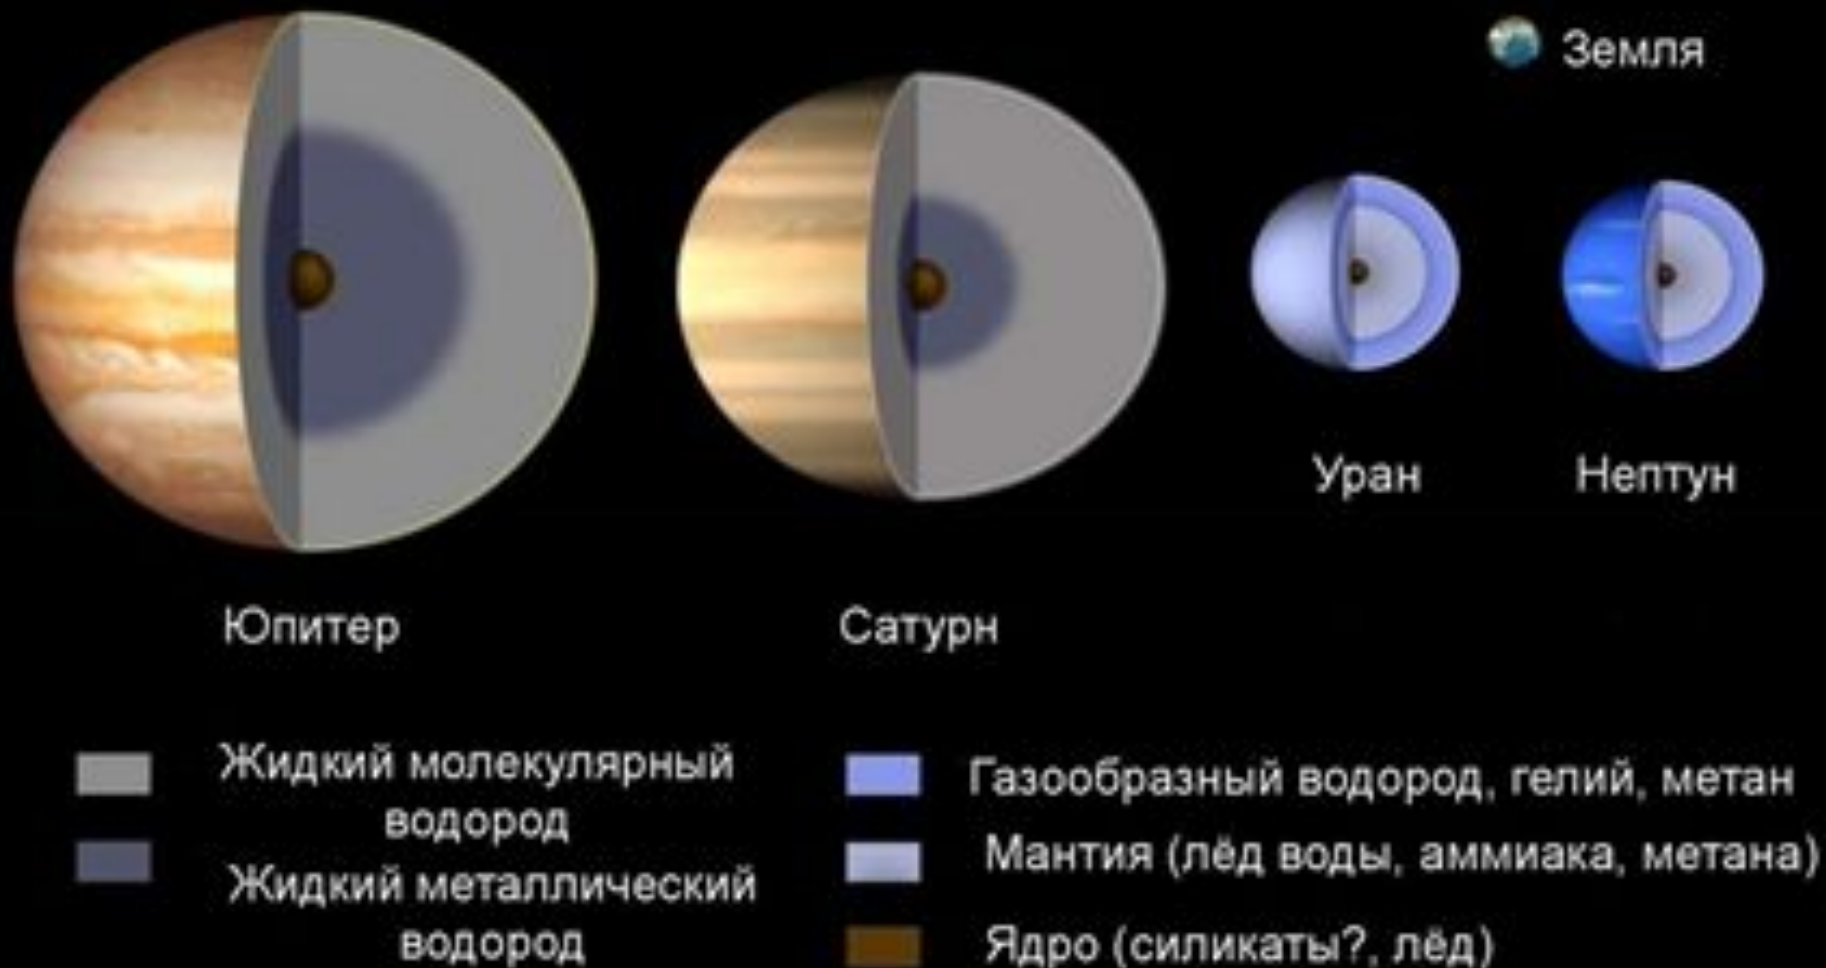 Земля
Уран
Нептун
Юпитер
Сатурн
Жидкий молекулярный
водород
Жидкий металлический
водород
Газообразный водород, гелий, метан
Мантия (лёд воды, аммиака, метана)
Ядро (силикаты?, лёд)